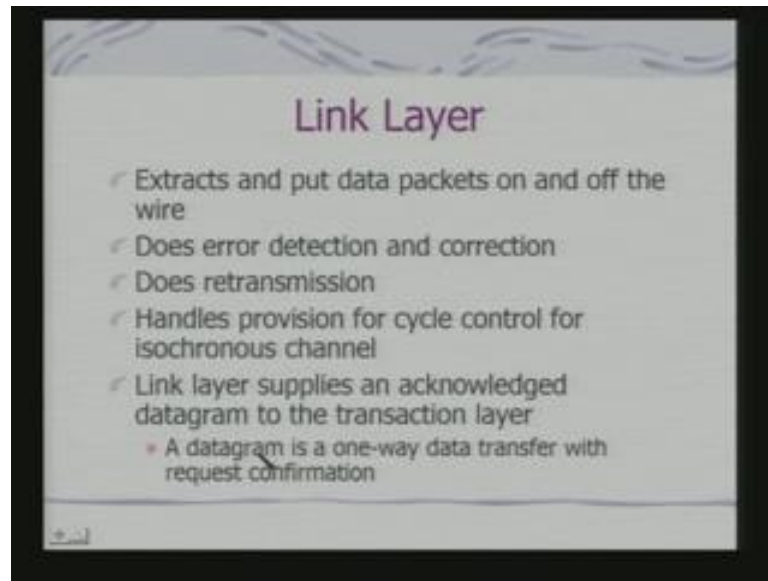 Link Layer
Extracts and put data packets on and off the
wire
Does error detection and correction
Does retransmission
Handles provision for cycle control for
isochronous channel
Link layer supplies an acknowledged
datagram to the transaction layer
A datagram is a one-way data transfer with
request confirmation